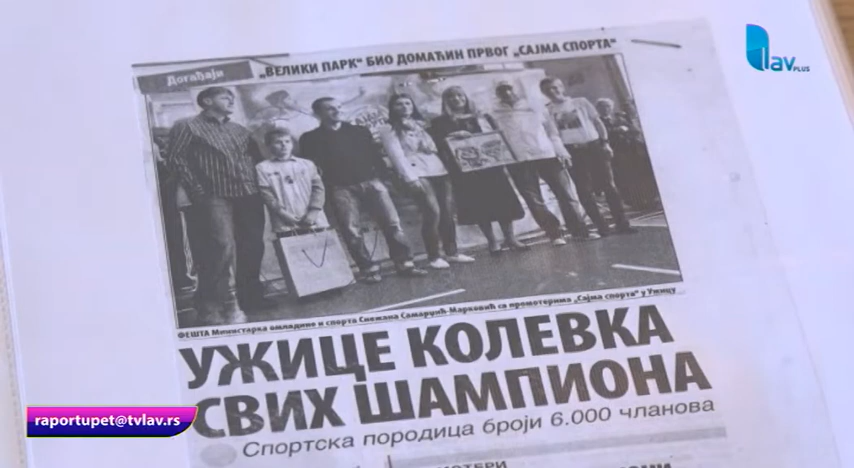 lav PLUS
„ВЕЛИКИ ПАРК“ БИО ДОМАЋИН ПРВОГ „САЈМА СПОРТА“
Догађаји
ФЕШТА Министарка омладине и спорта Снежана Самарџић-Марковић са промотерима „Сајма спорта“ у Ужицу
УЖИЦЕ КОЛЕВКА
СВИХ ШАМПИОНА
Спортска породица броји 6.000 чланова
raportupet@tvlav.rs